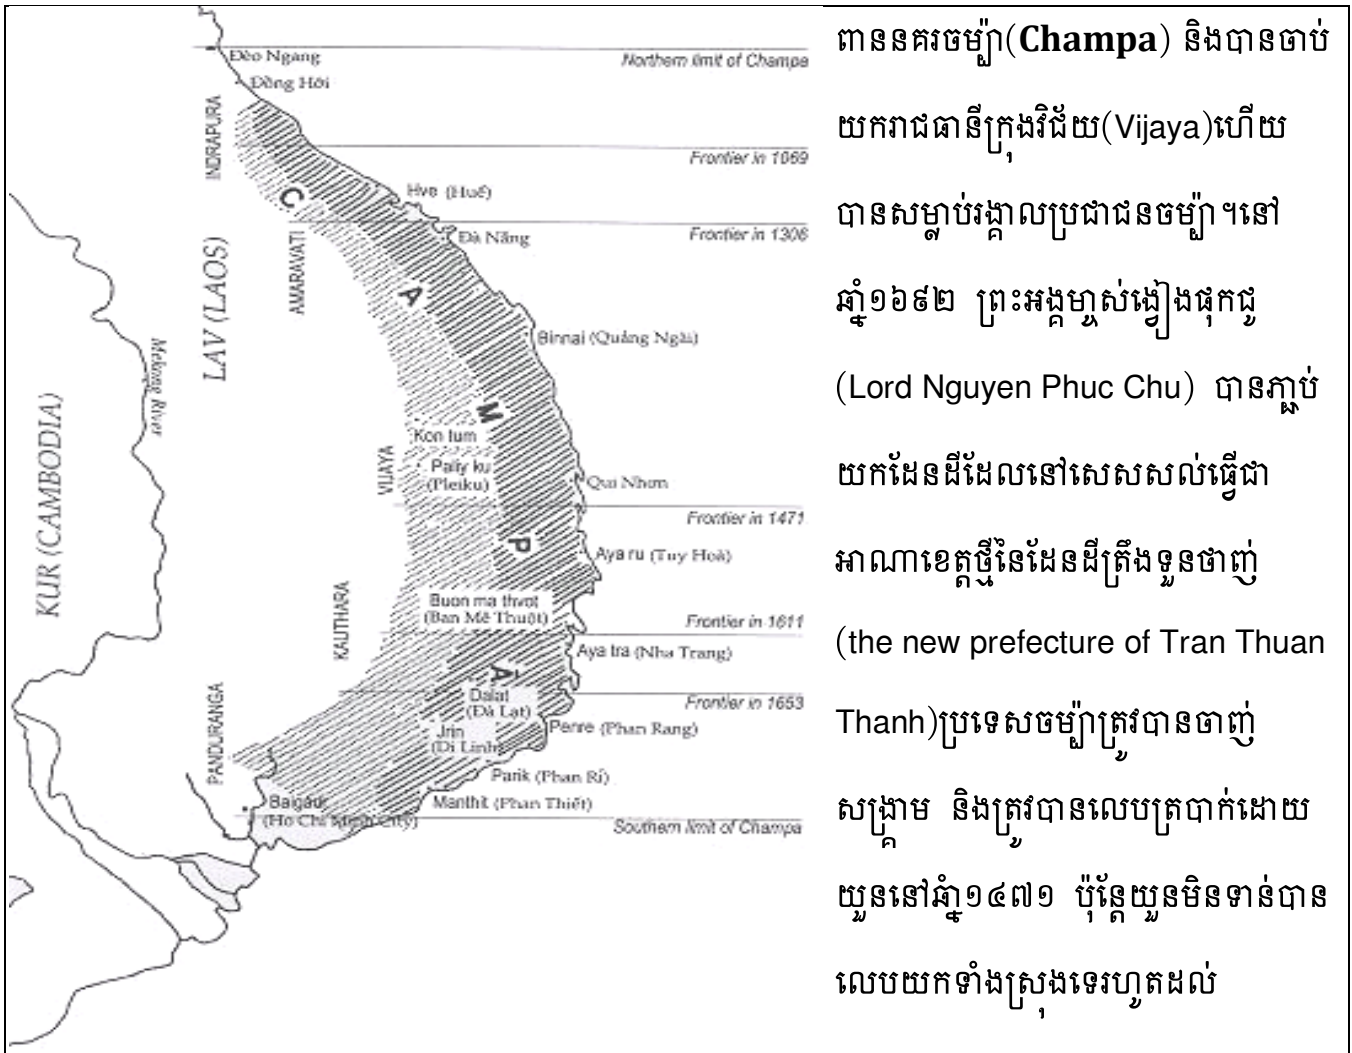 Đèo Ngang
Northern limit of Champa
Đồng Hới
INDRAPURA
Frontier in 1069
C
Hve (Huế)
Frontier in 1306
Đà Nẵng
LAV (LAOS)
AMARAVATI
A
Binnai (Quảng Ngãi)
Mekong River
KUR (CAMBODIA)
M
Kon tum
VIJAYA
Paliy ku
(Pleiku)
Qui Nhơn
Frontier in 1471
P
Aya ru (Tuy Hoà)
KAUTHARA
Buon ma thvot
(Ban Mê Thuột)
Frontier in 1611
Aya tra (Nha Trang)
Ā
Frontier in 1653
Dalat
(Đà Lạt)
PANDURANGA
Penre (Phan Rang)
Jrin
(Di Linh)
Parik (Phan Rí)
Baigaur
(Ho Chi Minh City)
Manthit (Phan Thiết)
Southern limit of Champa
ពាននគរចម្ប៉ា(Champa) និងបានចាប់
យករាជធានីក្រុងវិជ័យ(Vijaya)ហើយ
បានសម្លាប់រង្គាលប្រជាជនចម្ប៉ា។នៅ
ឆ្នាំ១៦៩២ ព្រះអង្គម្ចាស់ង្វៀងផុកជូ
(Lord Nguyen Phuc Chu) បានភ្ជាប់
យកដែនដីដែលនៅសេសសល់ធ្វើជា
អាណាខេត្តថ្មីនៃដែនដីត្រឹងទួនថាញ់
(the new prefecture of Tran Thuan
Thanh)ប្រទេសចម្ប៉ាត្រូវបានចាញ់
សង្គ្រាម និងត្រូវបានលេបត្របាក់ដោយ
យួននៅឆ្នាំ១៤៧១ ប៉ុន្តែយួនមិនទាន់បាន
លេបយកទាំងស្រុងទេរហូតដល់